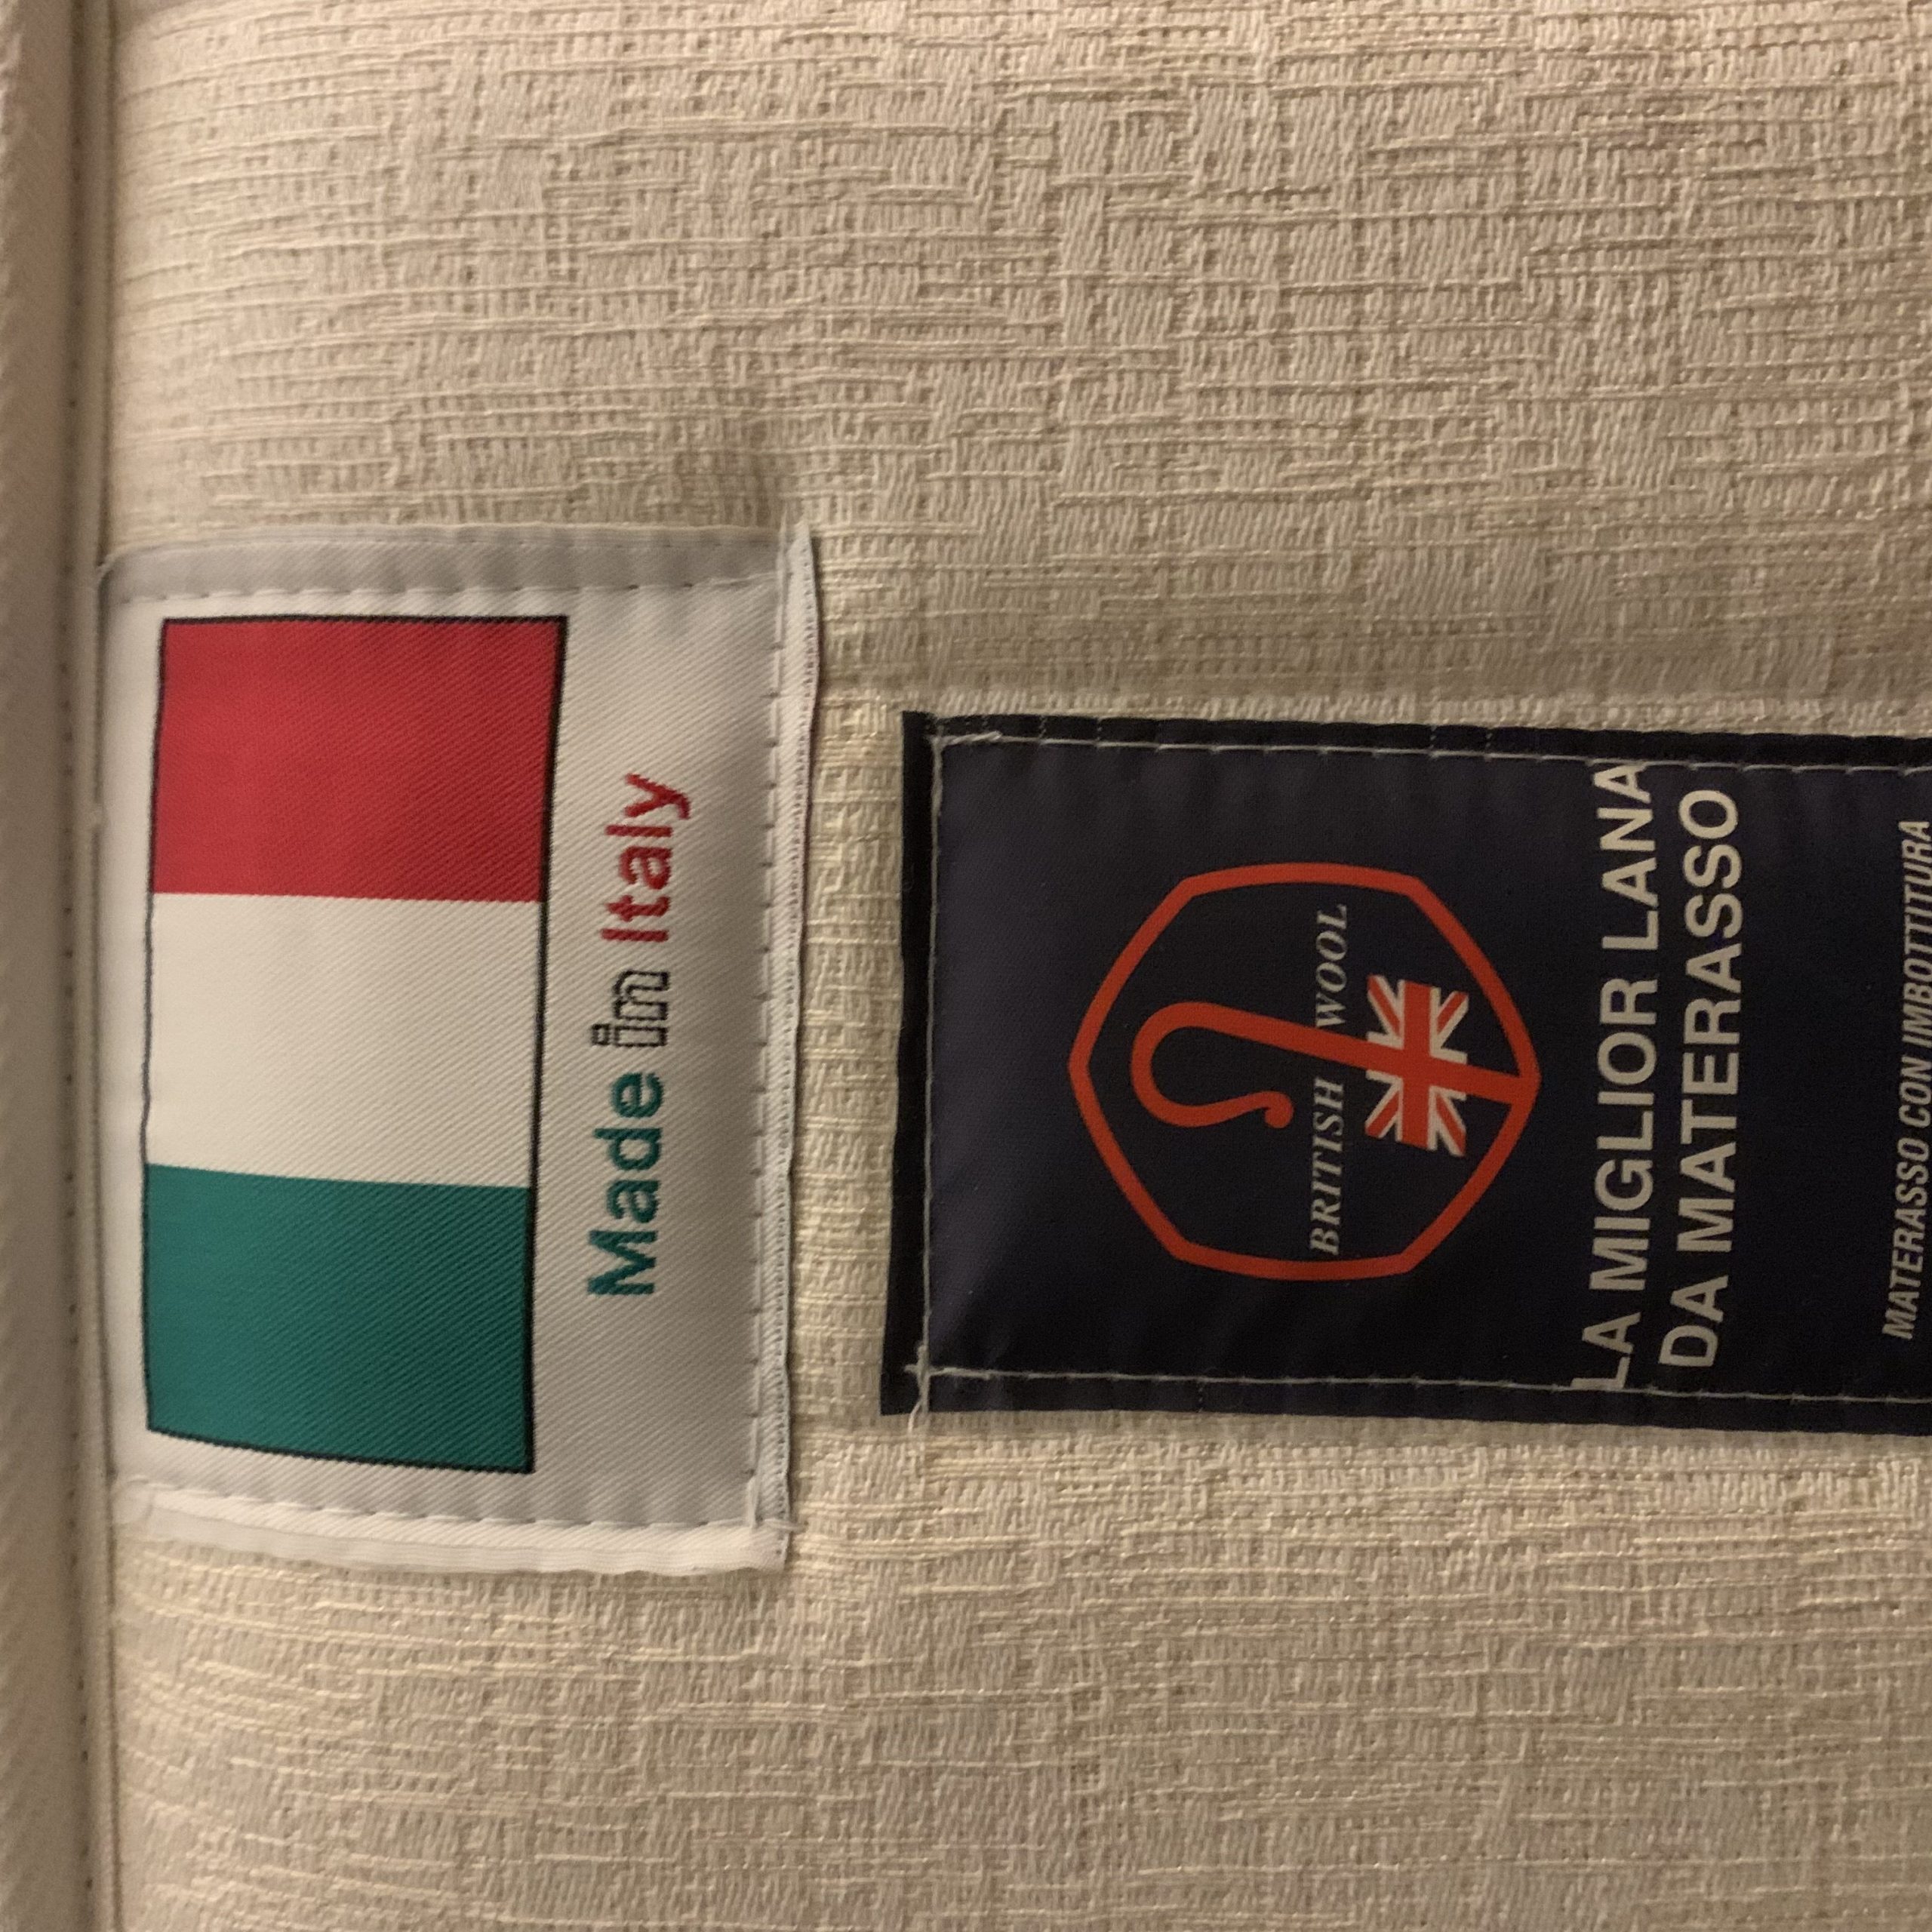 Made in Italy
BRITISH WOOL
LA MIGLIOR LANA
DA MATERASSO
MATERASSO CON IMBOTTITURA